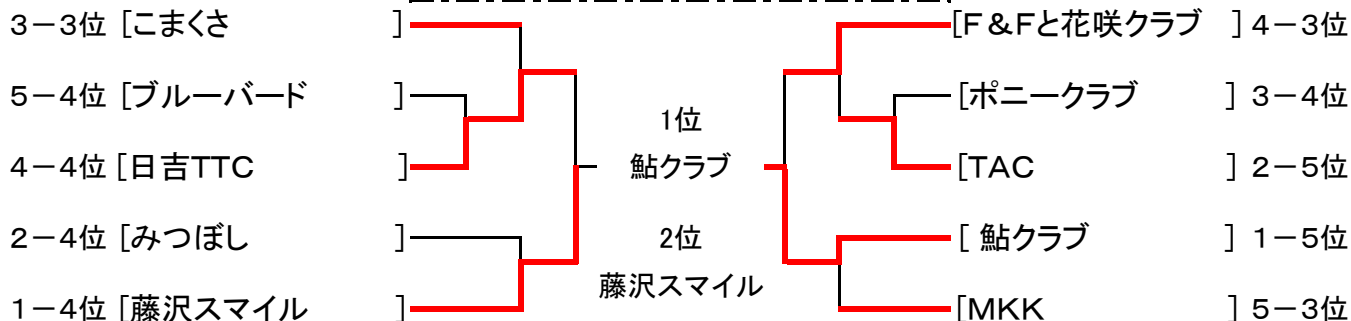 3－3位 [こまくさ ]
5－4位 [ブルーバード ]
4－4位 [日吉TTC ]
2－4位 [みつぼし ]
1－4位 [藤沢スマイル ]
1位
鮎クラブ
2位
藤沢スマイル
[F＆Fと花咲クラブ ] 4－3位
[ポニークラブ ] 3－4位
[TAC ] 2－5位
[ 鮎クラブ ] 1－5位
[MKK ] 5－3位